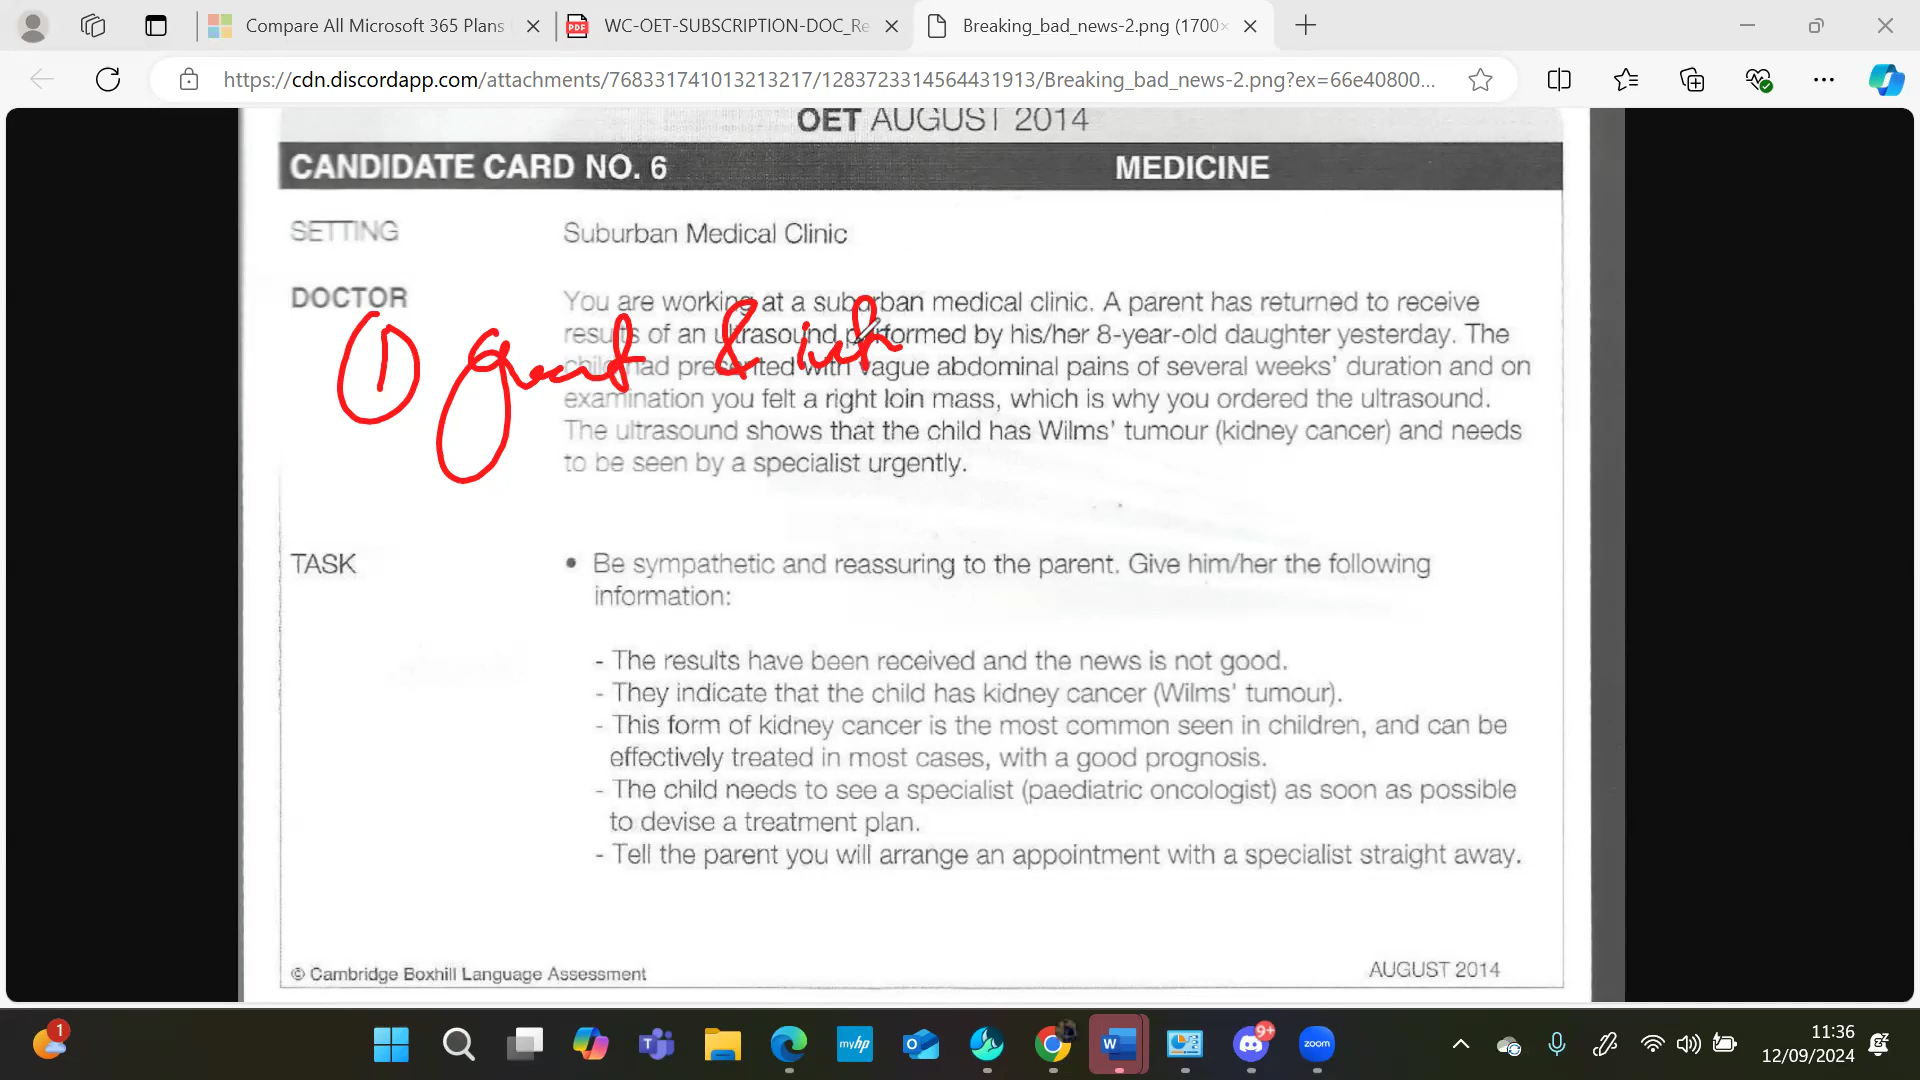 Compare All Microsoft 365 Plans
WC-OET-SUBSCRIPTION-DOC_Re
Breaking_bad_news-2.png (1700×
https://cdn.discordapp.com/attachments/768331741013213217/1283723314564431913/Breaking_bad_news-2.png?ex=66e40800...
OET AUGUST 2014
CANDIDATE CARD NO. 6 MEDICINE
SETTING Suburban Medical Clinic
DOCTOR You are working at a suburban medical clinic. A parent has returned to receive
results of an ultrasound performed by his/her 8-year-old daughter yesterday. The
child had presented with vague abdominal pains of several weeks' duration and on
examination you felt a right loin mass, which is why you ordered the ultrasound.
The ultrasound shows that the child has Wilms' tumour (kidney cancer) and needs
to be seen by a specialist urgently.
1 &
TASK • Be sympathetic and reassuring to the parent. Give him/her the following
information:
- The results have been received and the news is not good.
- They indicate that the child has kidney cancer (Wilms' tumour).
- This form of kidney cancer is the most common seen in children, and can be
effectively treated in most cases, with a good prognosis.
- The child needs to see a specialist (paediatric oncologist) as soon as possible
to devise a treatment plan.
- Tell the parent you will arrange an appointment with a specialist straight away.
© Cambridge Boxhill Language Assessment AUGUST 2014
1
myhp
W
9+
zoom
11:36
12/09/2024